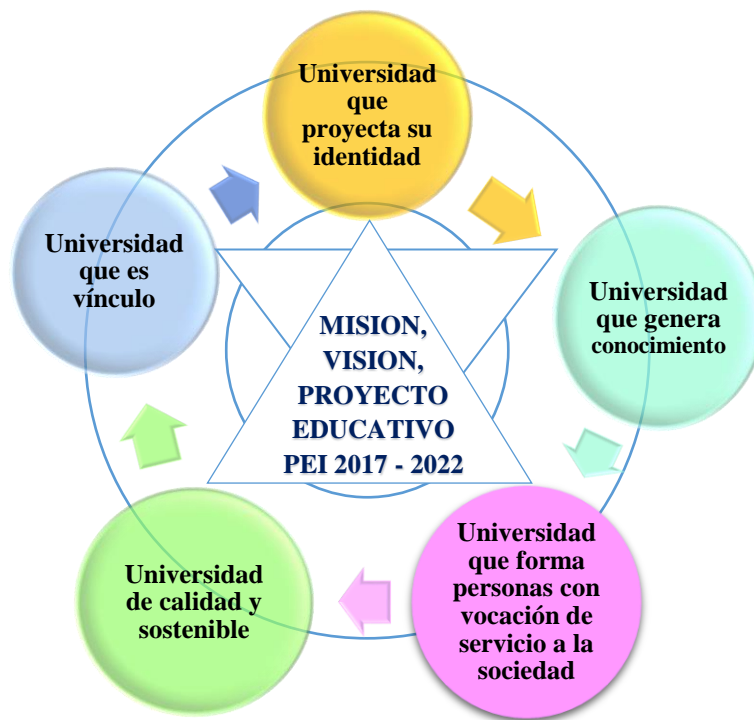 Universidad
que
proyecta su
identidad
Universidad
que genera
conocimiento
Universidad
que forma
personas con
vocación de
servicio a la
sociedad
Universidad
de calidad y
sostenible
Universidad
que es
vínculo
MISION,
VISION,
PROYECTO
EDUCATIVO
PEI 2017 - 2022